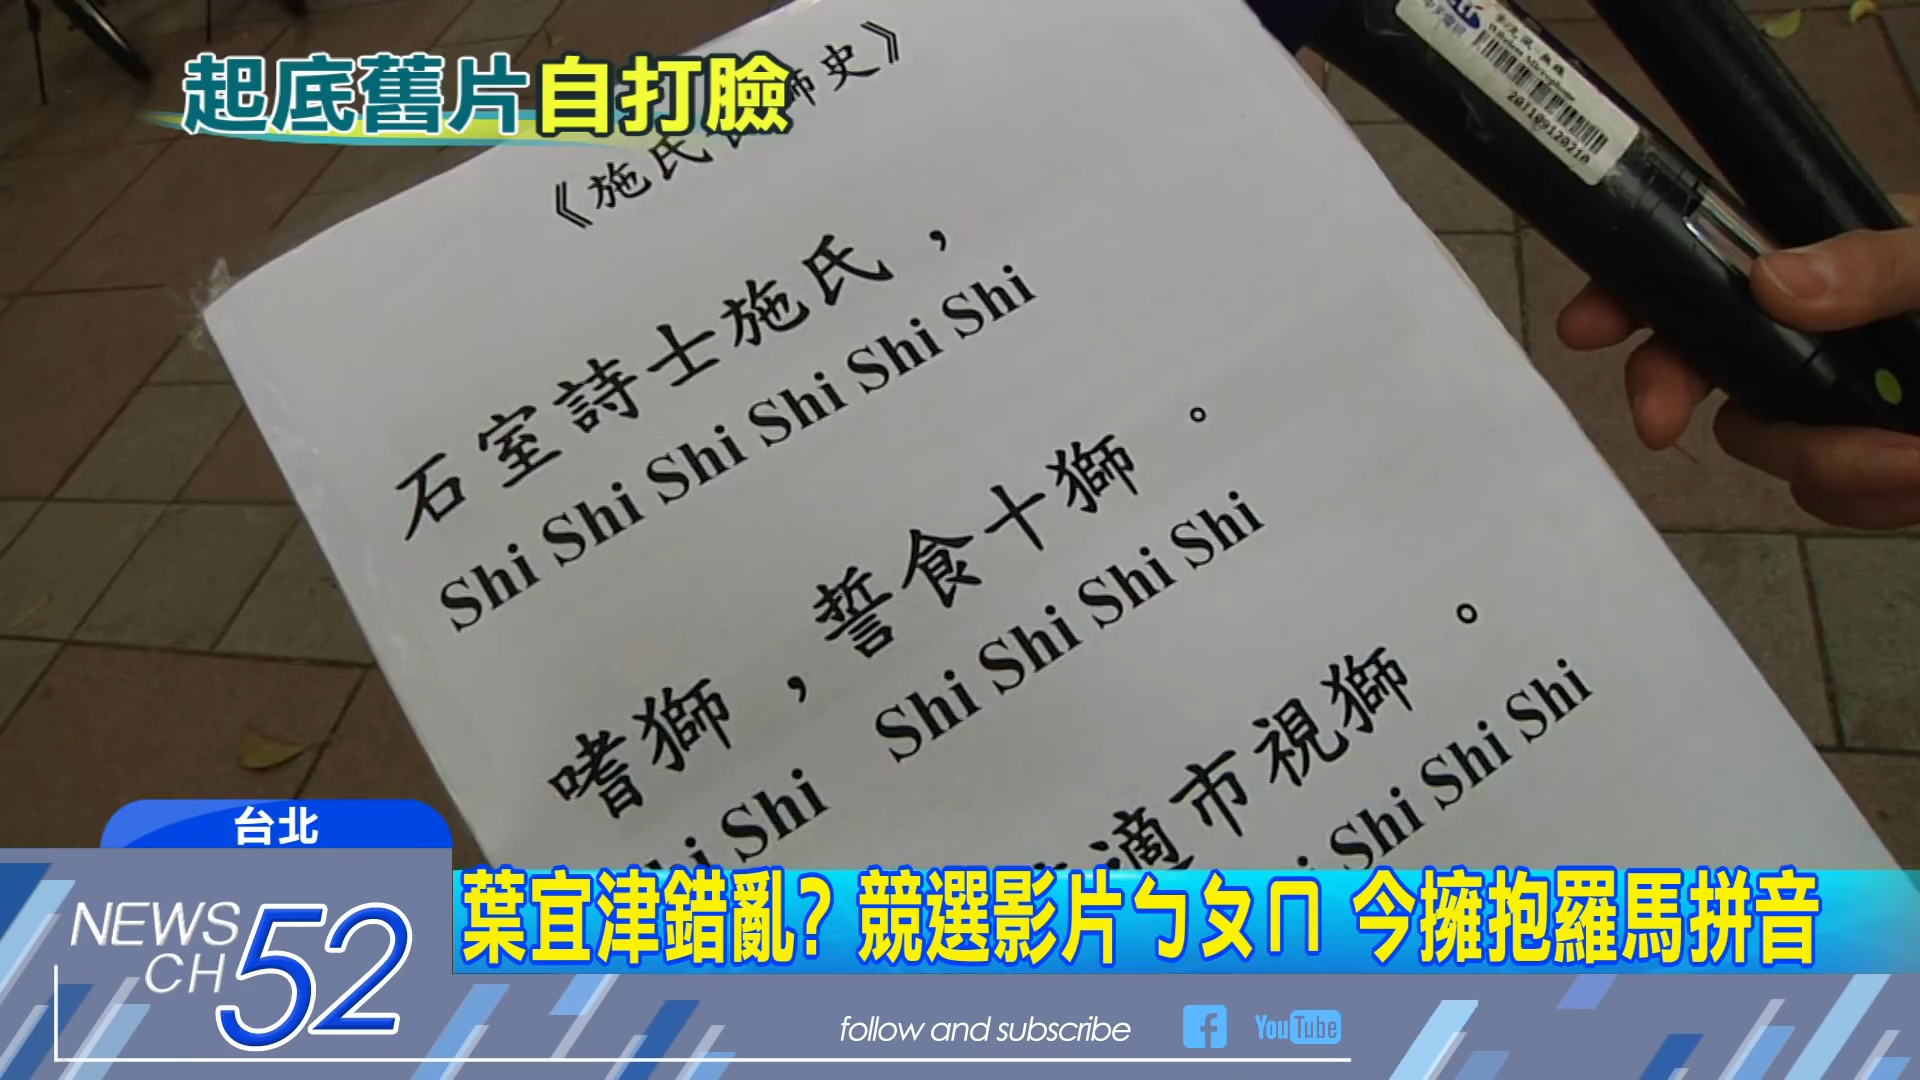 起底舊片自打臉
《施氏食獅史》
石室詩士施氏，
Shi Shi Shi Shi Shi Shi
嗜獅，誓食十獅。
Shi Shi Shi Shi Shi
適市視獅。
Shi Shi Shi
台北
NEWS CH 52
葉宜津錯亂? 競選影片ㄅㄆㄇ 今擁抱羅馬拼音
follow and subscribe
YouTube
201109120210